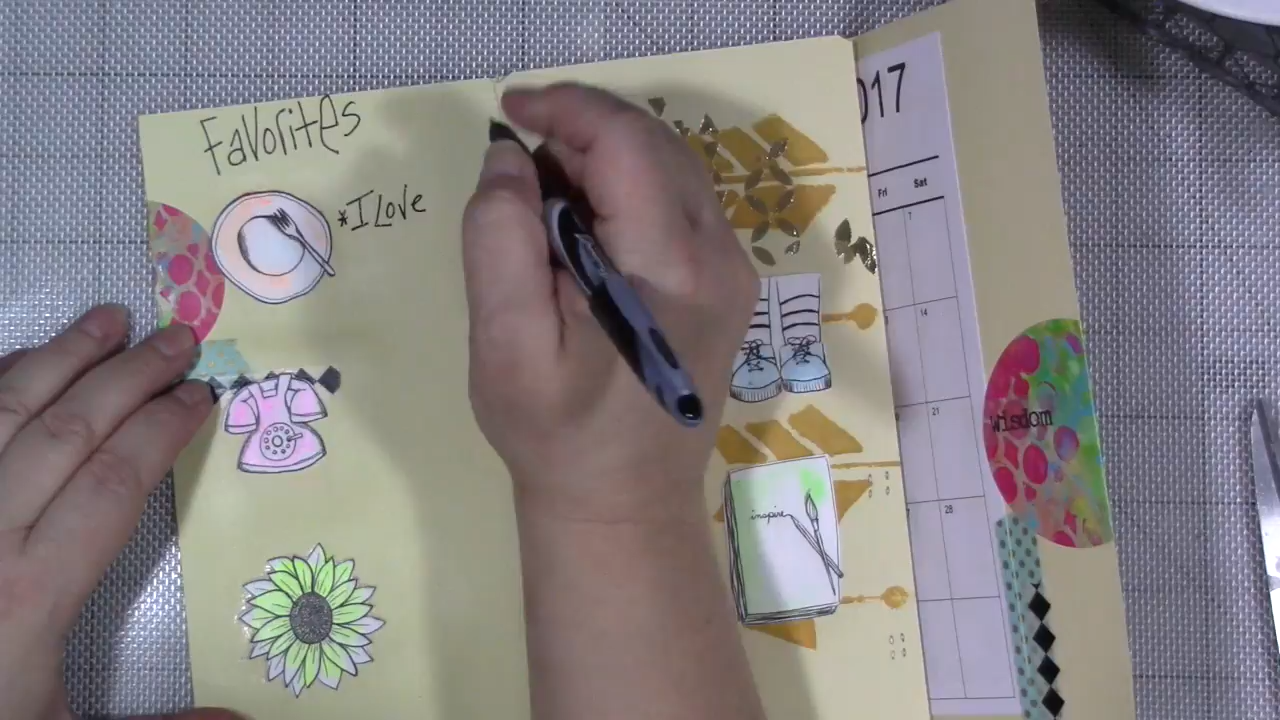 Favorites
*I Love
017
Fri Sat
7
14
21
28
wisdom
inspire